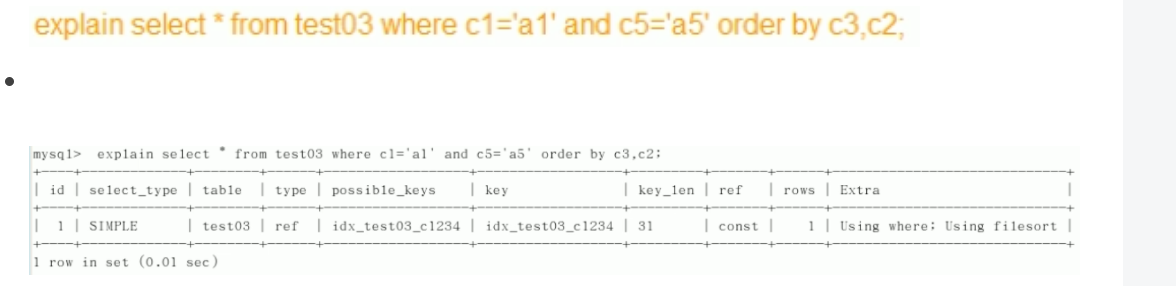 explain select * from test03 where c1='a1' and c5='a5' order by c3,c2;
mysql> explain select * from test03 where c1='a1' and c5='a5' order by c3,c2;
+----+-------------+--------+------+------------------+------------------+---------+-------+------+-----------------------------+
| id | select_type | table | type | possible_keys | key | key_len | ref | rows | Extra |
+----+-------------+--------+------+------------------+------------------+---------+-------+------+-----------------------------+
| 1 | SIMPLE | test03 | ref | idx_test03_c1234 | idx_test03_c1234 | 31 | const | 1 | Using where; Using filesort |
+----+-------------+--------+------+------------------+------------------+---------+-------+------+-----------------------------+
1 row in set (0.01 sec)